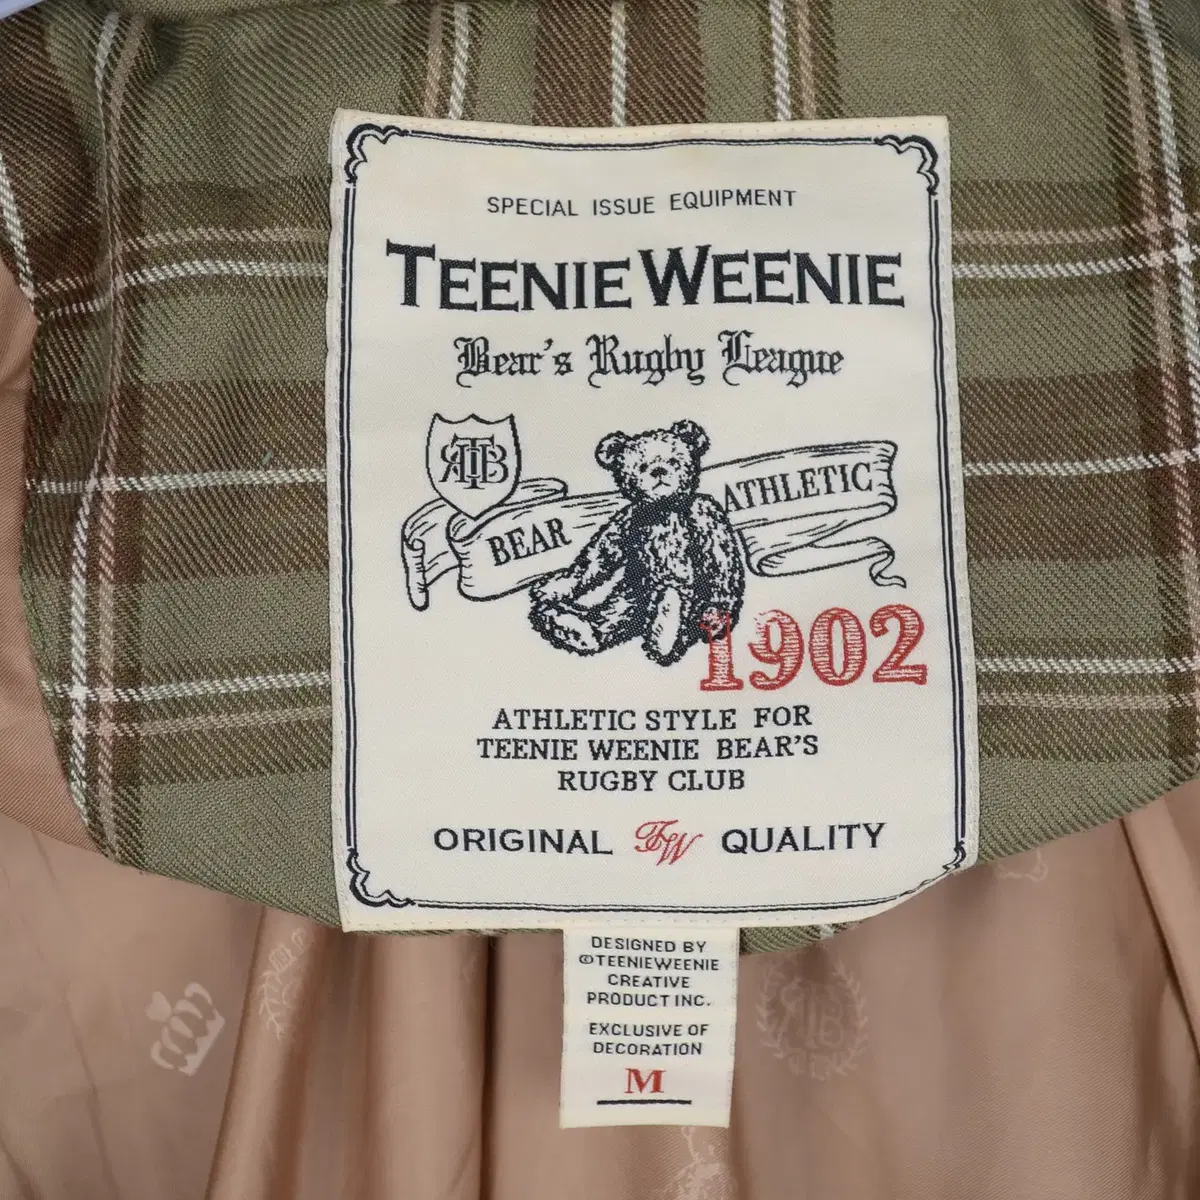 SPECIAL ISSUE EQUIPMENT
TEENIE WEENIE
Bear's Rugby League
BEAR ATHLETIC
1902
ATHLETIC STYLE FOR
TEENIE WEENIE BEAR'S
RUGBY CLUB
ORIGINAL TW QUALITY
DESIGNED BY
©TEENIEWEENIE
CREATIVE
PRODUCT INC.
EXCLUSIVE OF
DECORATION
M